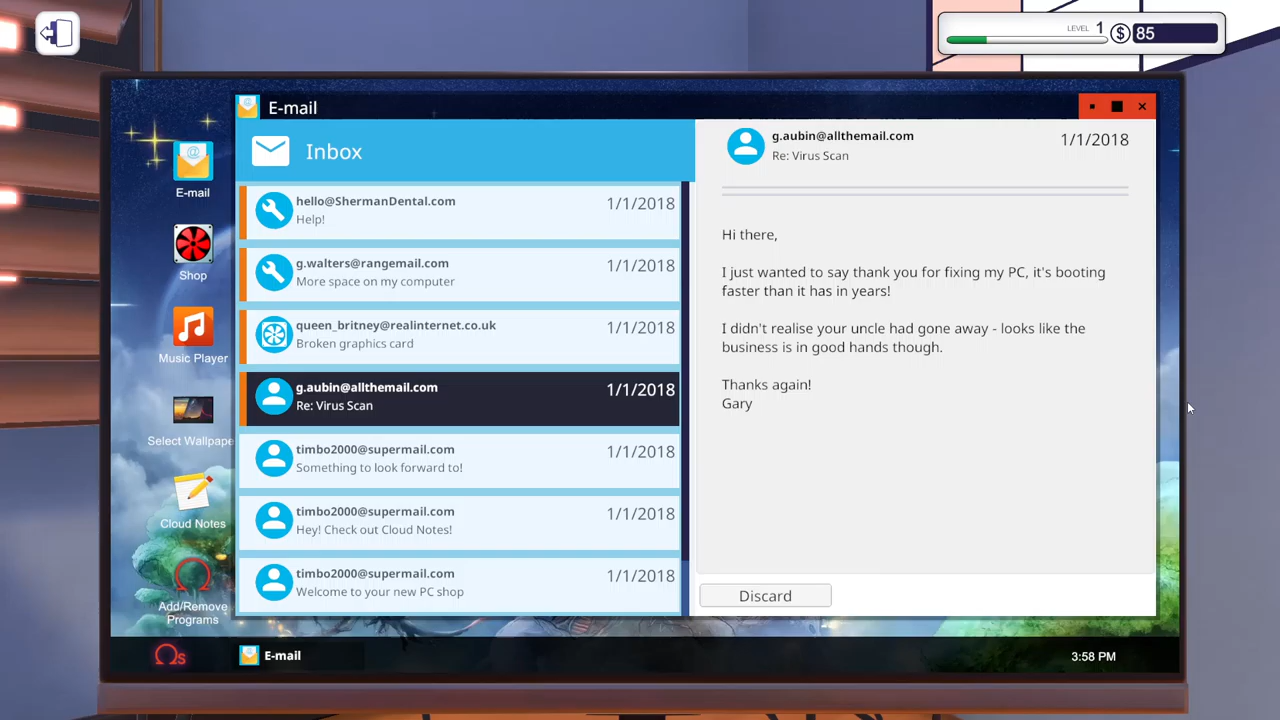 LEVEL 1
$ 85
E-mail
Inbox
hello@ShermanDental.com 1/1/2018
Help!
g.walters@rangemail.com 1/1/2018
More space on my computer
queen_britney@realinternet.co.uk 1/1/2018
Broken graphics card
g.aubin@allthemail.com 1/1/2018
Re: Virus Scan
timbo2000@supermail.com 1/1/2018
Something to look forward to!
timbo2000@supermail.com 1/1/2018
Hey! Check out Cloud Notes!
timbo2000@supermail.com 1/1/2018
Welcome to your new PC shop
g.aubin@allthemail.com 1/1/2018
Re: Virus Scan
Hi there,
I just wanted to say thank you for fixing my PC, it's booting
faster than it has in years!
I didn't realise your uncle had gone away - looks like the
business is in good hands though.
Thanks again!
Gary
Discard
E-mail
Shop
Music Player
Select Wallpape
Cloud Notes
Add/Remove
Programs
Ωs
E-mail
3:58 PM